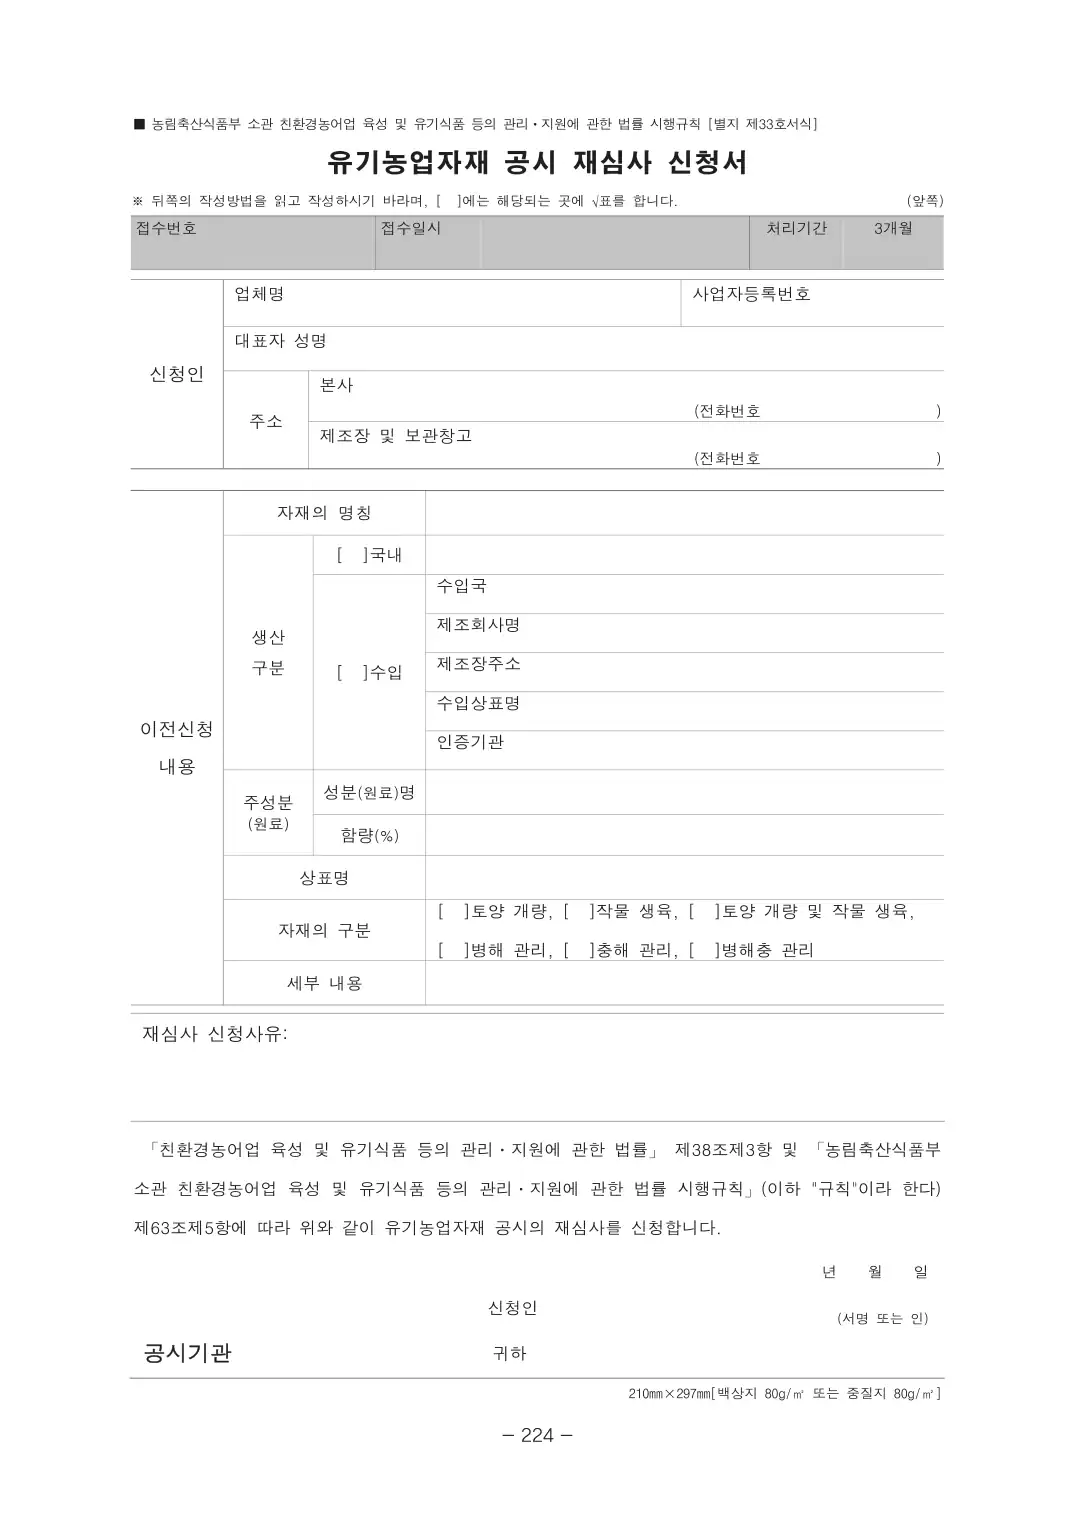 ■ 농림축산식품부 소관 친환경농어업 육성 및 유기식품 등의 관리·지원에 관한 법률 시행규칙 [별지 제33호서식]
유기농업자재 공시 재심사 신청서
※ 뒤쪽의 작성방법을 읽고 작성하시기 바라며, [ ]에는 해당되는 곳에 √표를 합니다. (앞쪽)
접수번호 접수일시 처리기간 3개월
업체명 사업자등록번호
대표자 성명
신청인
주소
본사
(전화번호 )
제조장 및 보관창고
(전화번호 )
자재의 명칭
[ ]국내
생산
구분
[ ]수입
수입국
제조회사명
제조장주소
수입상표명
인증기관
이전신청
내용
주성분
(원료)
성분(원료)명
함량(%)
상표명
자재의 구분
[ ]토양 개량, [ ]작물 생육, [ ]토양 개량 및 작물 생육,
[ ]병해 관리, [ ]충해 관리, [ ]병해충 관리
세부 내용
재심사 신청사유:
「친환경농어업 육성 및 유기식품 등의 관리·지원에 관한 법률」 제38조제3항 및 「농림축산식품부
소관 친환경농어업 육성 및 유기식품 등의 관리·지원에 관한 법률 시행규칙」(이하 "규칙"이라 한다)
제63조제5항에 따라 위와 같이 유기농업자재 공시의 재심사를 신청합니다.
년 월 일
신청인 (서명 또는 인)
공시기관 귀하
210㎜×297㎜[백상지 80g/㎡ 또는 중질지 80g/㎡]
- 224 -